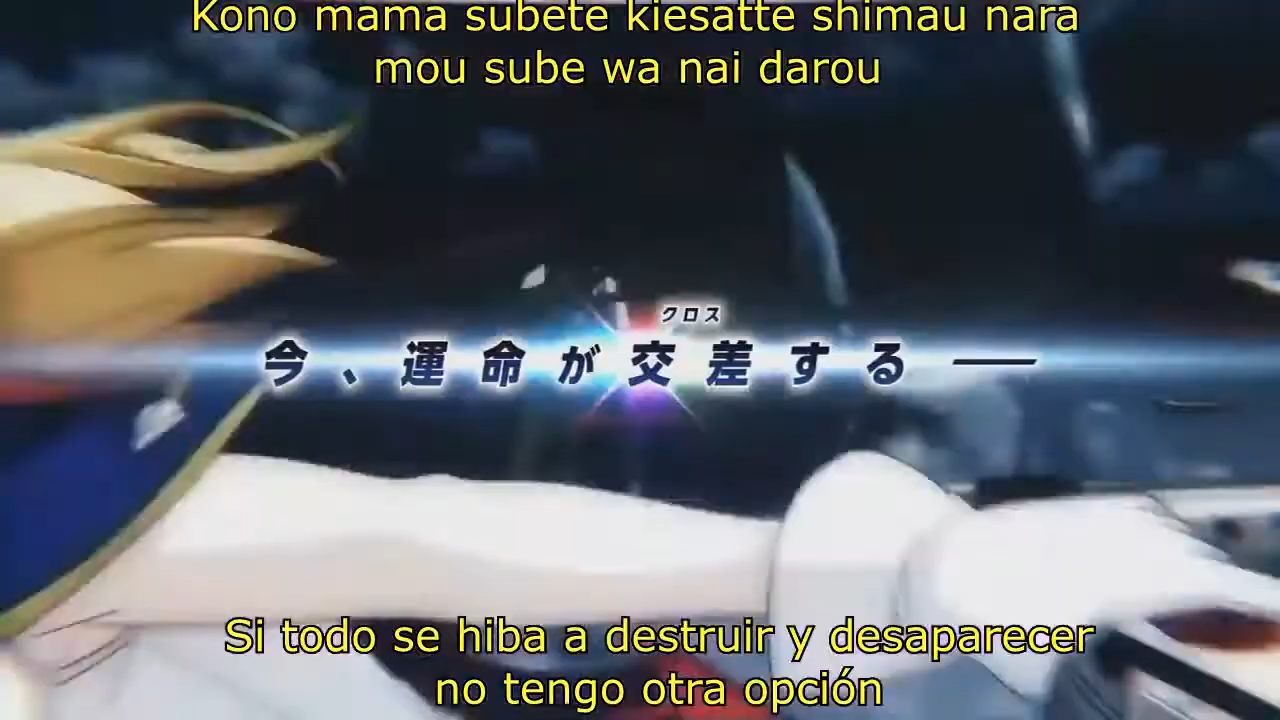 Kono mama subete kiesatte shimau nara
mou sube wa nai darou
クロス
今、運命が交差する──
Si todo se hiba a destruir y desaparecer
no tengo otra opción